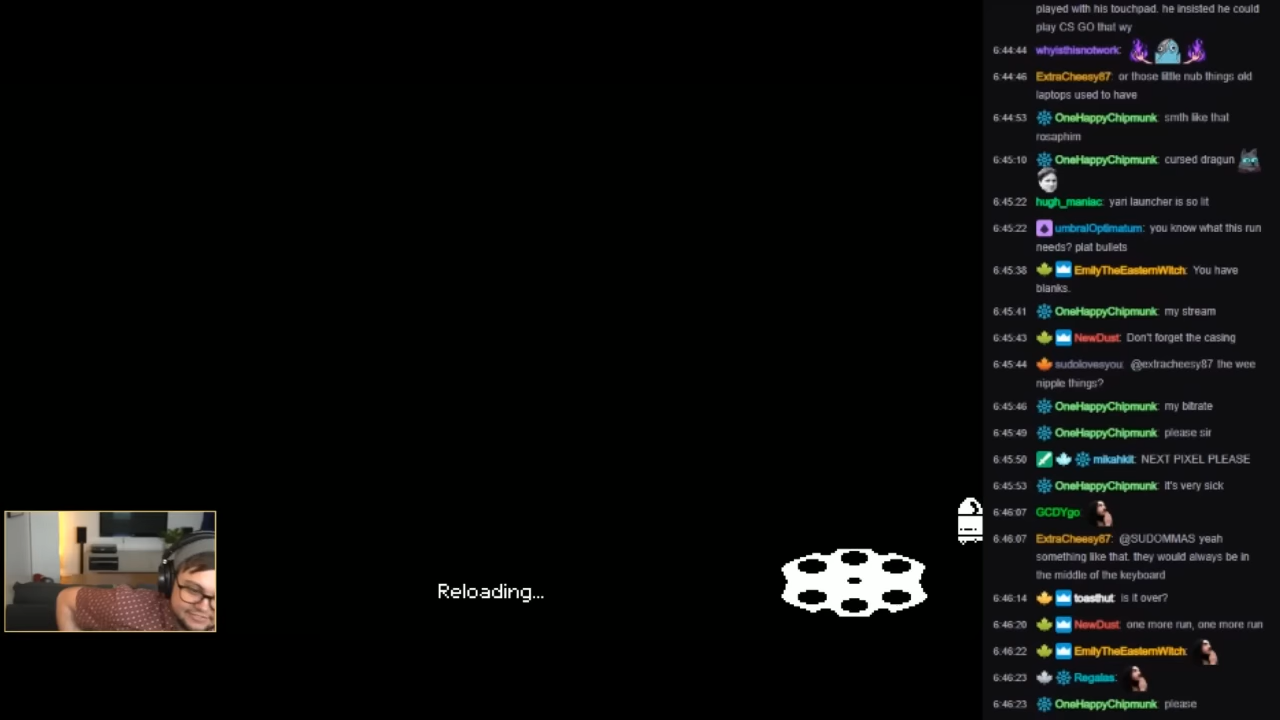 played with his touchpad. he insisted he could
play CS GO that wy
6:44:44 whyisthisnotwork:
6:44:46 ExtraCheesy87: or those little nub things old
laptops used to have
6:44:53 OneHappyChipmunk: smth like that
rosaphim
6:45:10 OneHappyChipmunk: cursed dragun
6:45:22 hugh_maniac: yari launcher is so lit
6:45:22 umbralOptimatum: you know what this run
needs? plat bullets
6:45:38 EmilyTheEasternWitch: You have
blanks.
6:45:41 OneHappyChipmunk: my stream
6:45:43 NewDust: Don't forget the casing
6:45:44 sudolovesyou: @extracheesy87 the wee
nipple things?
6:45:46 OneHappyChipmunk: my bitrate
6:45:49 OneHappyChipmunk: please sir
6:45:50 mikahkit: NEXT PIXEL PLEASE
6:45:53 OneHappyChipmunk: it's very sick
6:46:07 GCDYgo:
6:46:07 ExtraCheesy87: @SUDOMMAS yeah
something like that. they would always be in
the middle of the keyboard
6:46:14 toasthut: is it over?
6:46:20 NewDust: one more run, one more run
6:46:22 EmilyTheEasternWitch:
6:46:23 Regalas:
6:46:23 OneHappyChipmunk: please
Reloading...